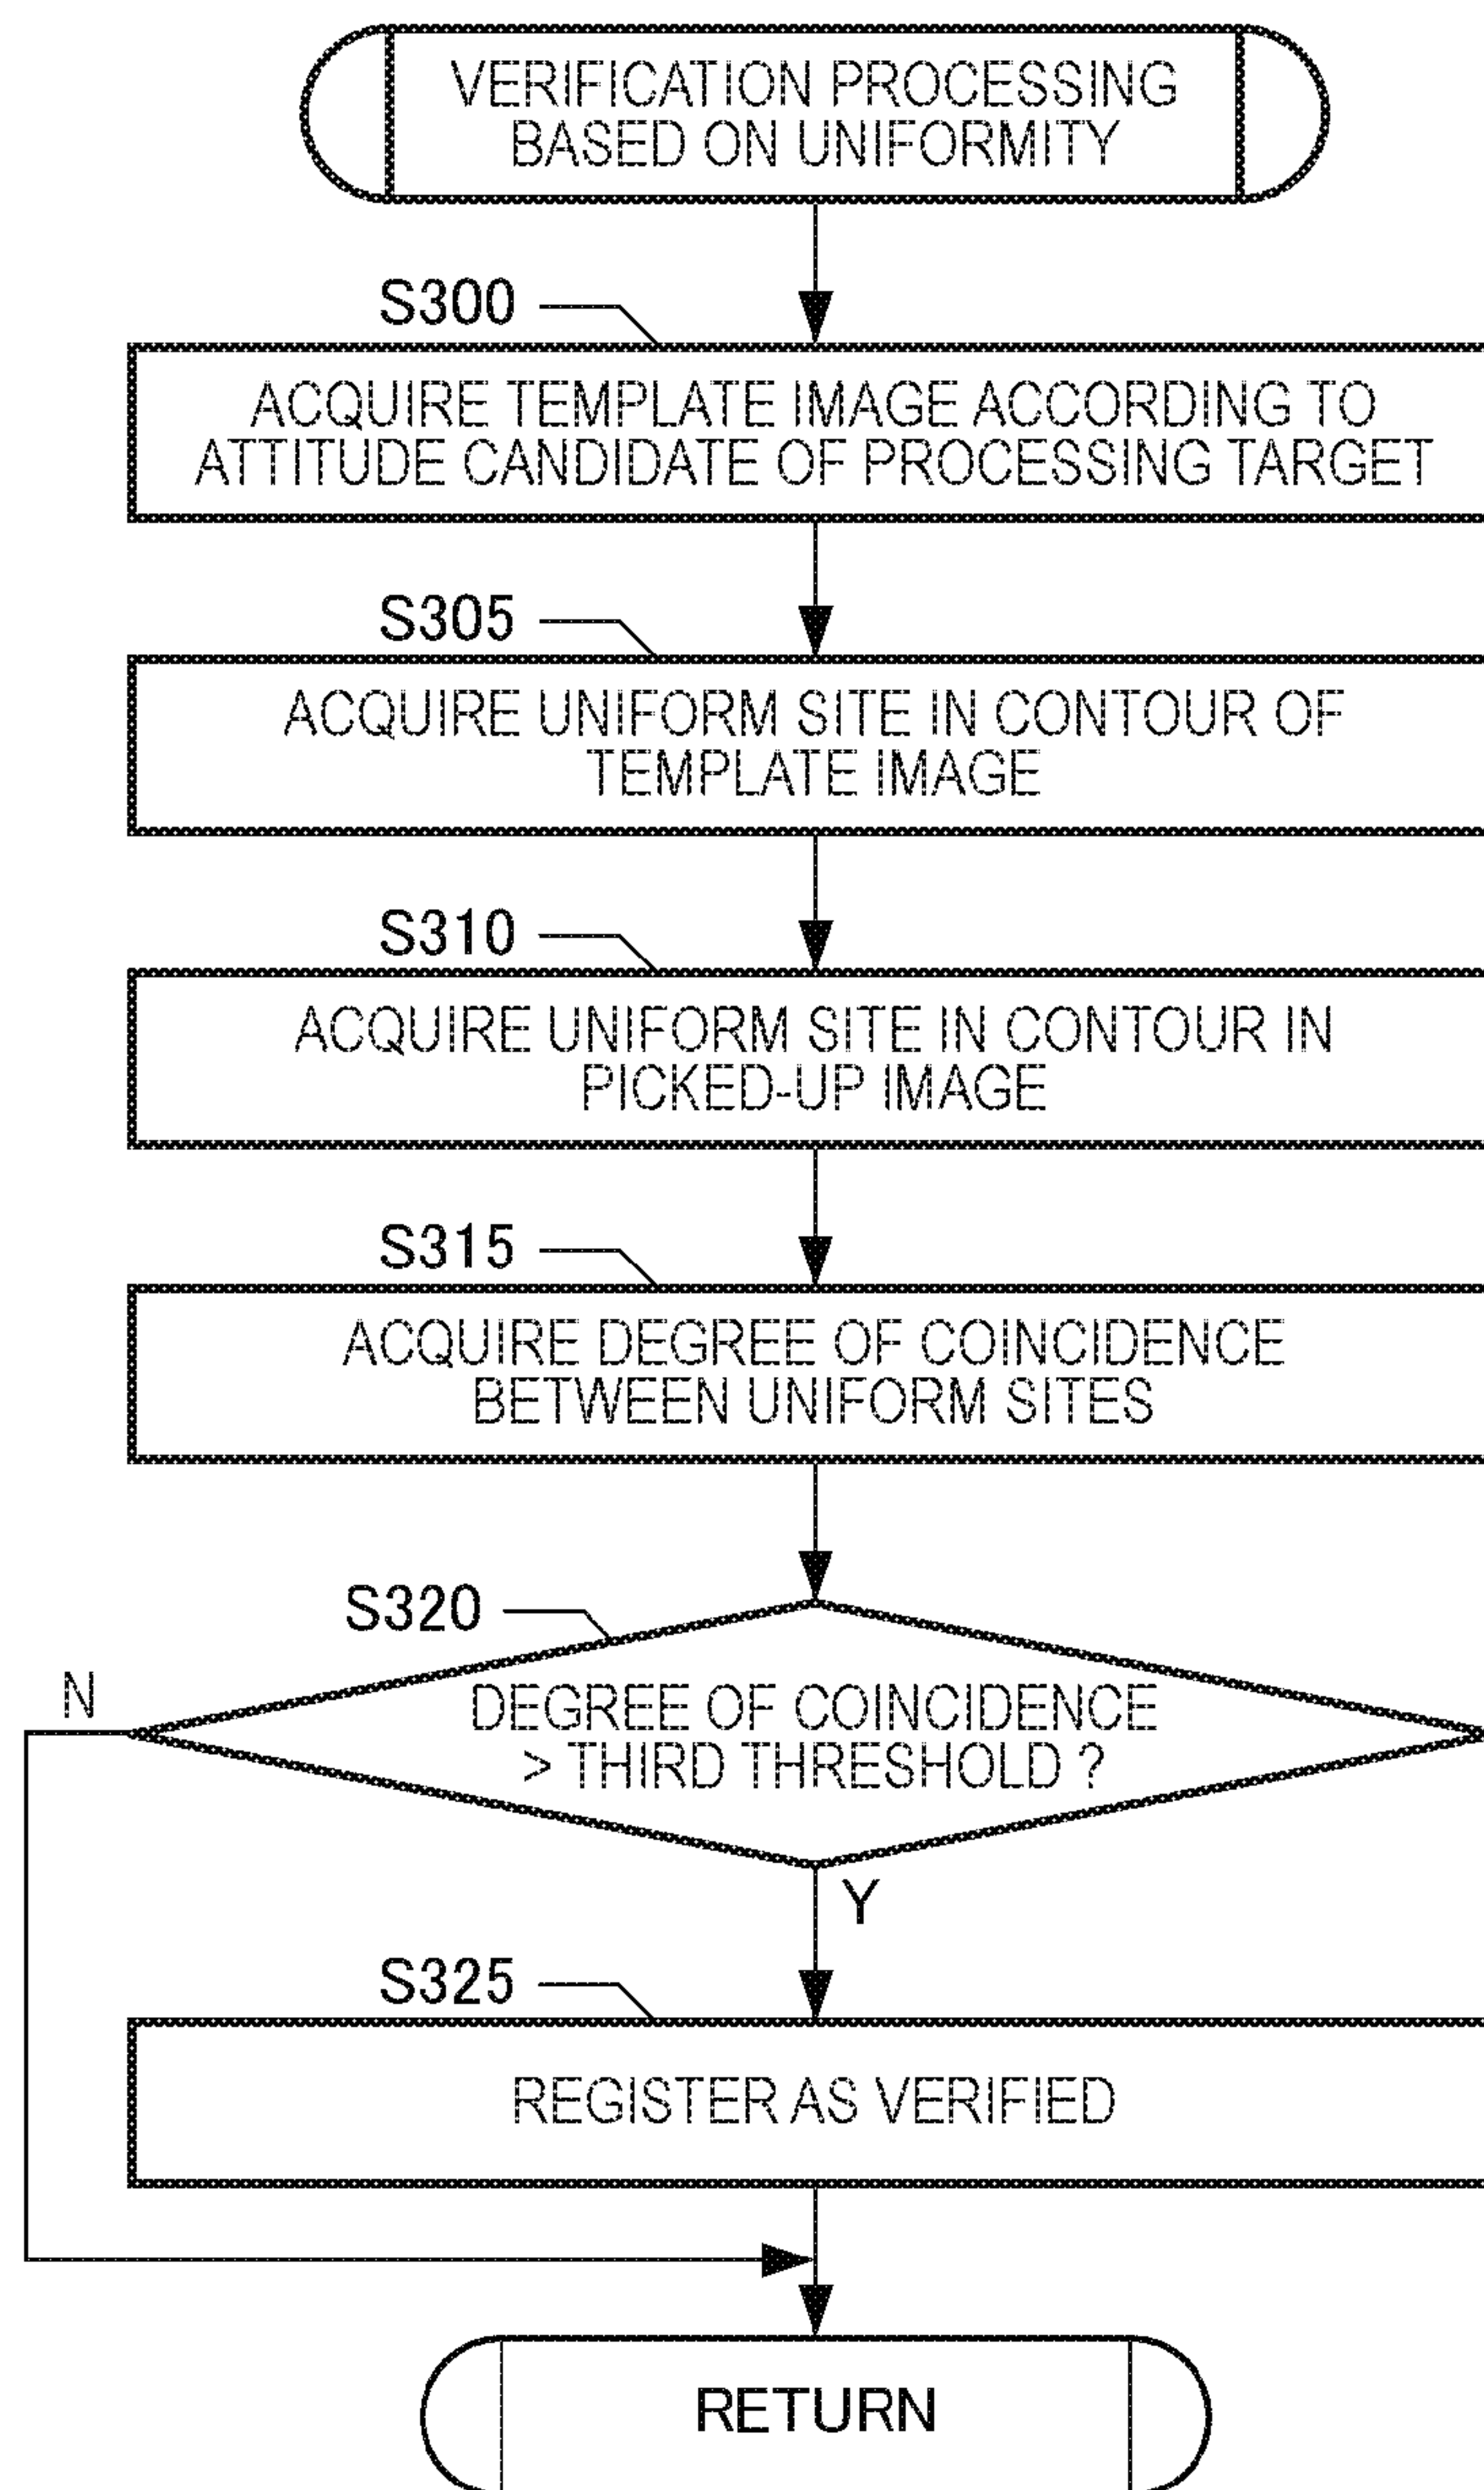 VERIFICATION PROCESSING
BASED ON UNIFORMITY
S300
ACQUIRE TEMPLATE IMAGE ACCORDING TO
ATTITUDE CANDIDATE OF PROCESSING TARGET
S305
ACQUIRE UNIFORM SITE IN CONTOUR OF
TEMPLATE IMAGE
S310
ACQUIRE UNIFORM SITE IN CONTOUR IN
PICKED-UP IMAGE
S315
ACQUIRE DEGREE OF COINCIDENCE
BETWEEN UNIFORM SITES
S320
N
DEGREE OF COINCIDENCE
> THIRD THRESHOLD ?
Y
S325
REGISTER AS VERIFIED
RETURN